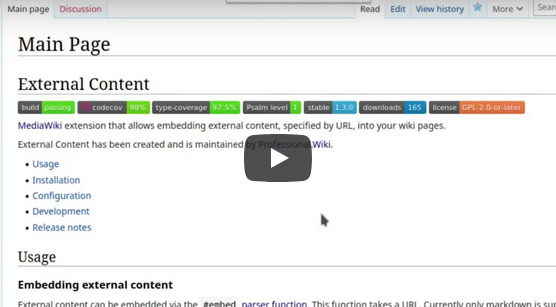 Main page Discussion Read Edit View history More Sear
Main Page
External Content
build passing codecov 98% type-coverage 97.5% Psalm level 1 stable 1.3.0 downloads 165 license GPL-2.0-or-later
MediaWiki extension that allows embedding external content, specified by URL, into your wiki pages.
External Content has been created and is maintained by Professional.Wiki.
• Usage
• Installation
• Configuration
• Development
• Release notes
Usage
Embedding external content
External content can be embedded via the #embed parser function. This function takes a URL. Currently only markdown is sup